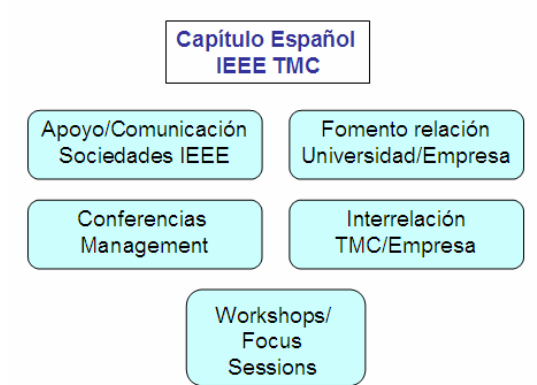 Capítulo Español
IEEE TMC
Apoyo/Comunicación
Sociedades IEEE
Fomento relación
Universidad/Empresa
Conferencias
Management
Interrelación
TMC/Empresa
Workshops/
Focus
Sessions